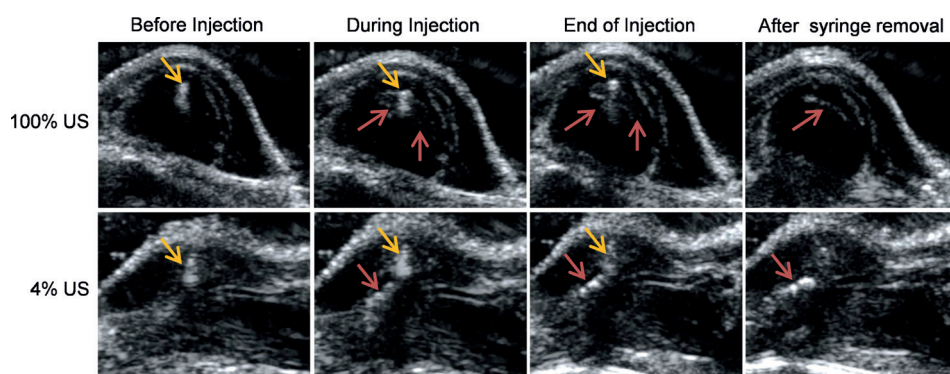 Before Injection
During Injection
End of Injection
After syringe removal
100% US
4% US